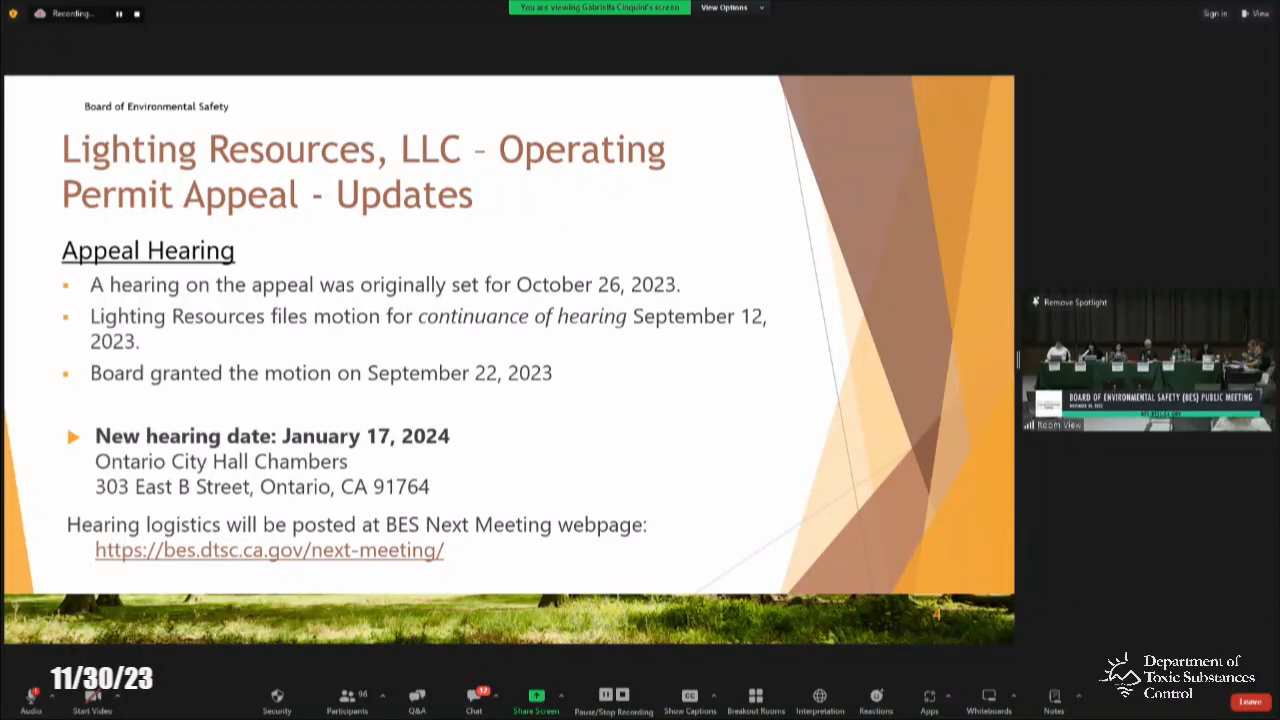 Recording...
You are viewing Gabriella Cinquini's screen
View Options
Sign in
View
Board of Environmental Safety
Lighting Resources, LLC – Operating
Permit Appeal - Updates
Appeal Hearing
A hearing on the appeal was originally set for October 26, 2023.
Lighting Resources files motion for continuance of hearing September 12,
2023.
Board granted the motion on September 22, 2023
New hearing date: January 17, 2024
Ontario City Hall Chambers
303 East B Street, Ontario, CA 91764
Hearing logistics will be posted at BES Next Meeting webpage:
https://bes.dtsc.ca.gov/next-meeting/
4
Remove Spotlight
BOARD OF ENVIRONMENTAL SAFETY (BES) PUBLIC MEETING
Room View
11/30/23
Department of
Toxic Substances
Control
Audio
Start Video
Security
96
Participants
Q&A
12
Chat
Share Screen
Pause/Stop Recording
CC
Show Captions
Breakout Rooms
Interpretation
Reactions
Apps
Whiteboards
Notes
Leave